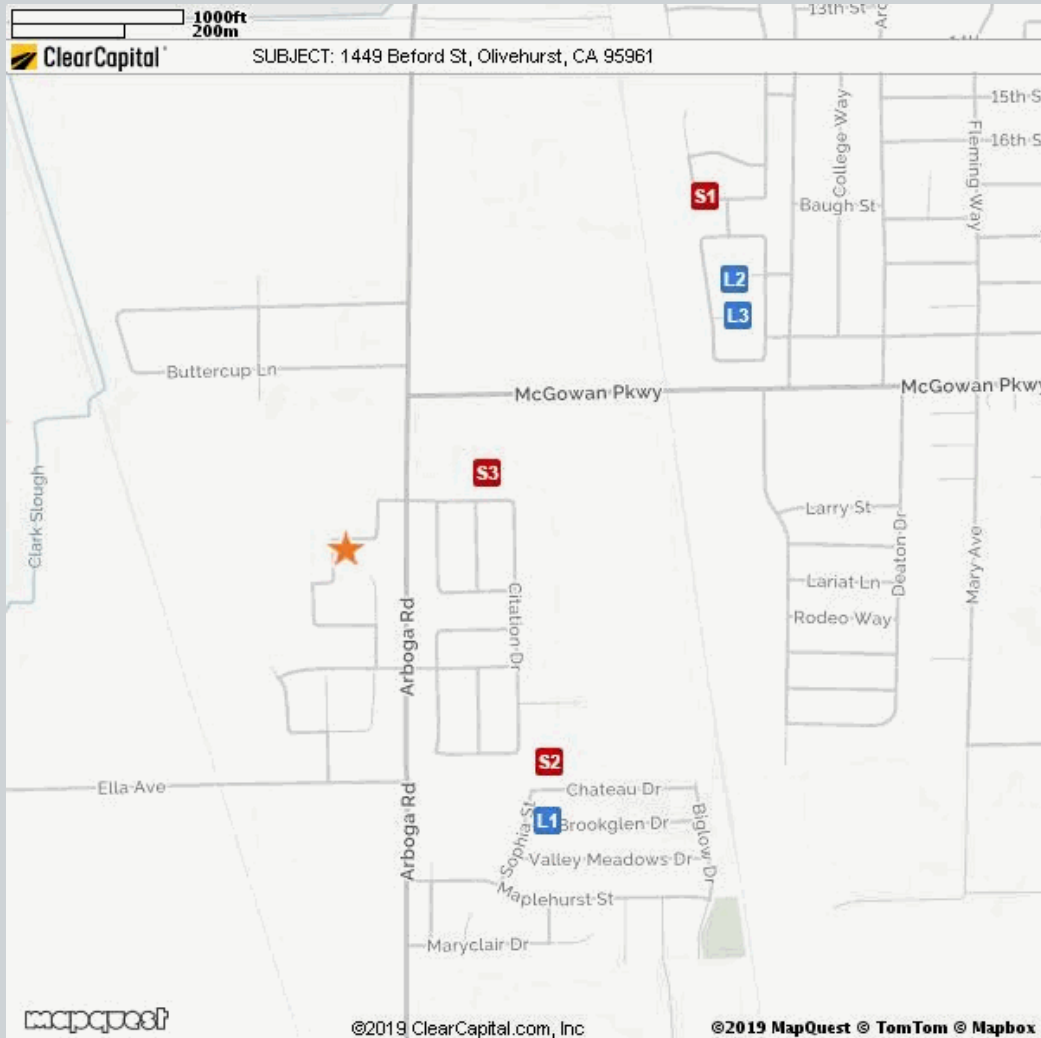 1000ft
200m
13th St
ClearCapital
SUBJECT: 1449 Beford St, Olivehurst, CA 95961
15th S
16th S
College Way
Fleming Way
S1
Baugh St
L2
L3
Buttercup Ln
McGowan Pkwy
McGowan Pkwy
S3
Clark Slough
Larry St
Deaton Dr
Mary Ave
Lariat Ln
Rodeo Way
Citation Dr
Arboga Rd
S2
Ella Ave
Chateau Dr
Arboga Rd
Sophia St
L1
Brookglen Dr
Biglow Dr
Valley Meadows Dr
Maplehurst St
Maryclair Dr
mapquest
©2019 ClearCapital.com, Inc
©2019 MapQuest © TomTom © Mapbox